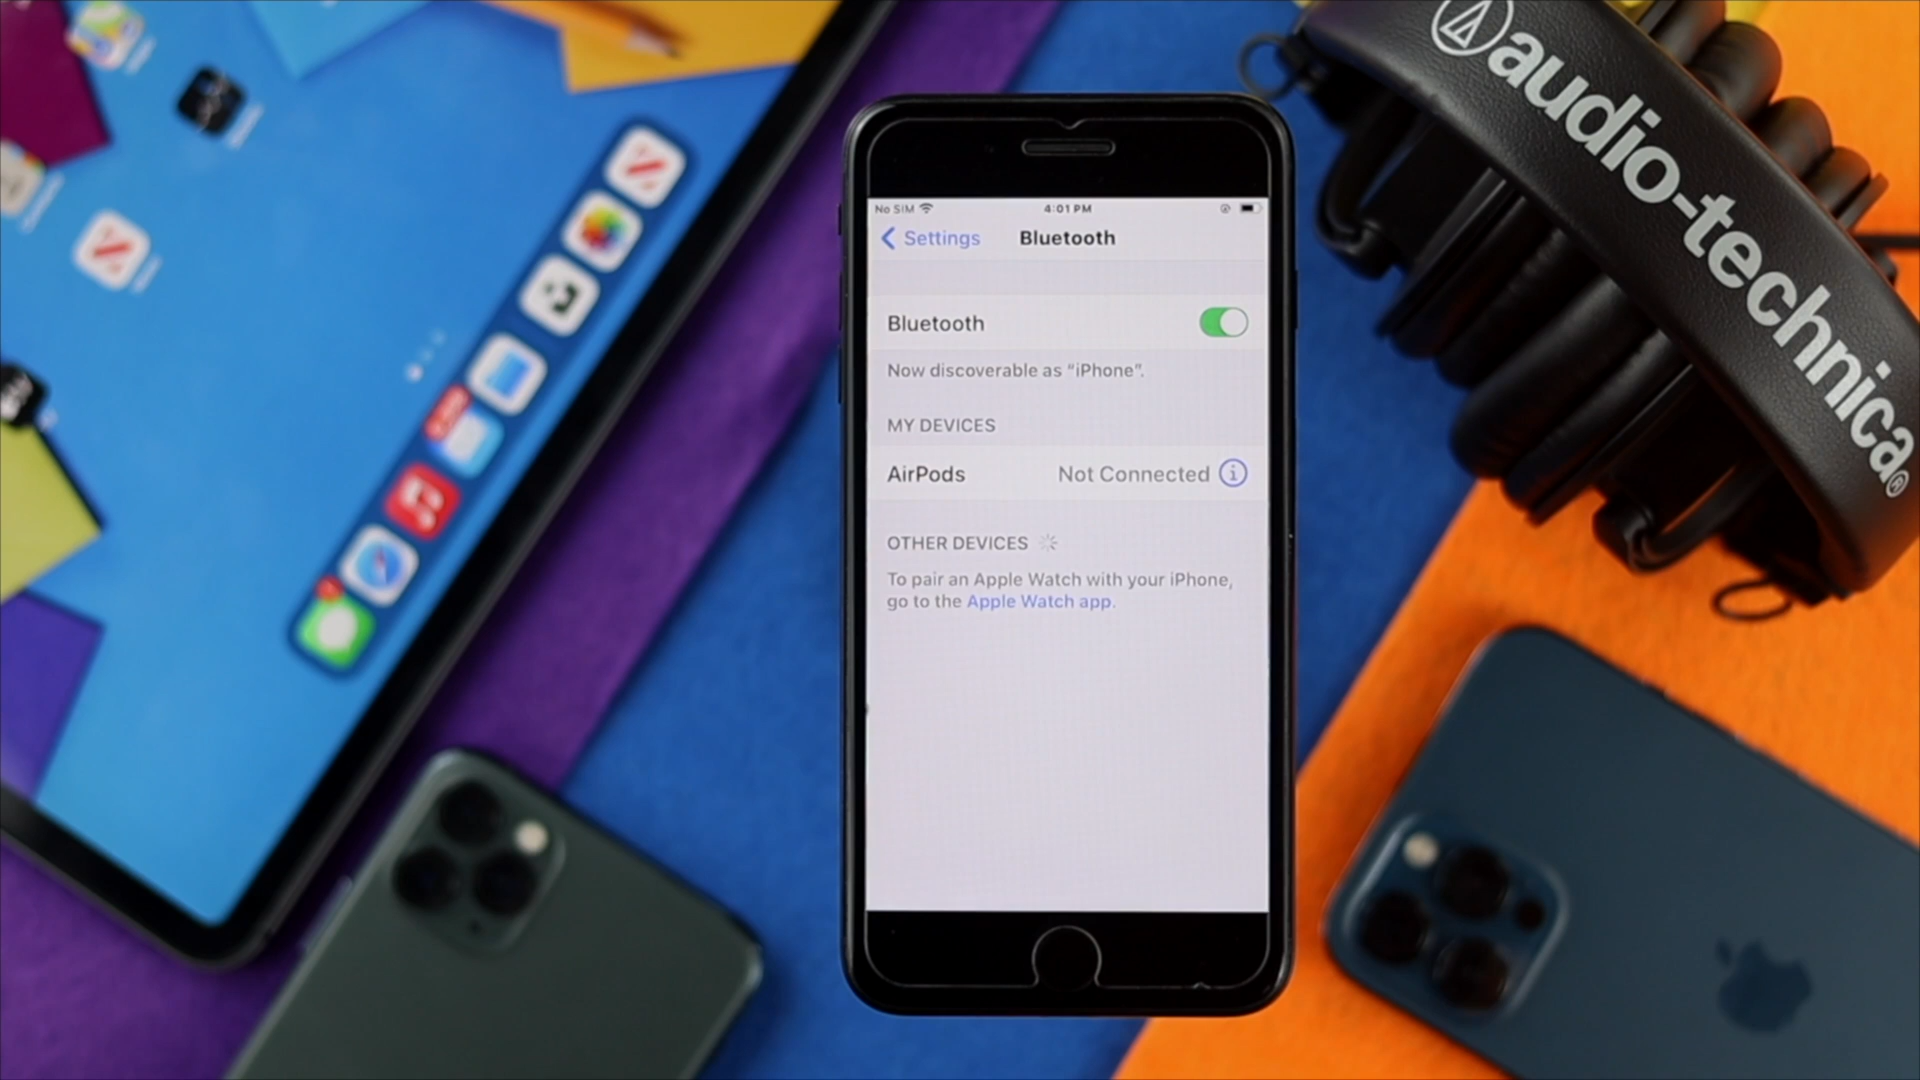 No SIM
4:01 PM
Settings
Bluetooth
Bluetooth
Now discoverable as “iPhone”.
MY DEVICES
AirPods
Not Connected
OTHER DEVICES
To pair an Apple Watch with your iPhone,
go to the Apple Watch app.
audio-technica®